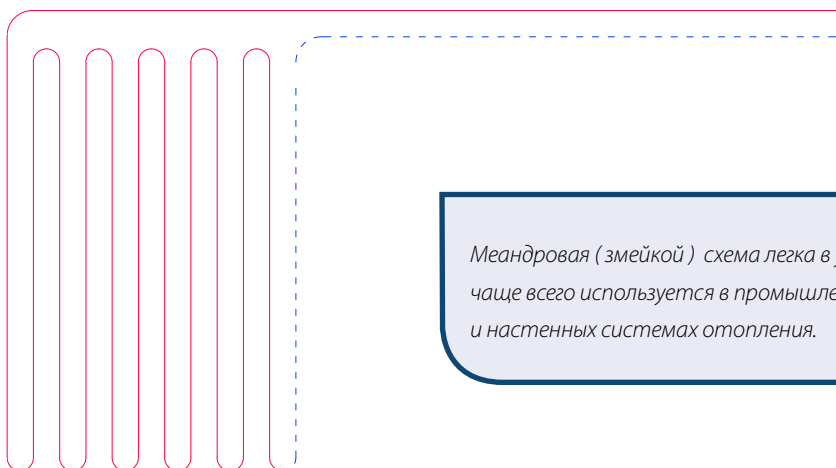 Меандровая ( змейкой ) схема легка в
чаще всего используется в промышле
и настенных системах отопления.